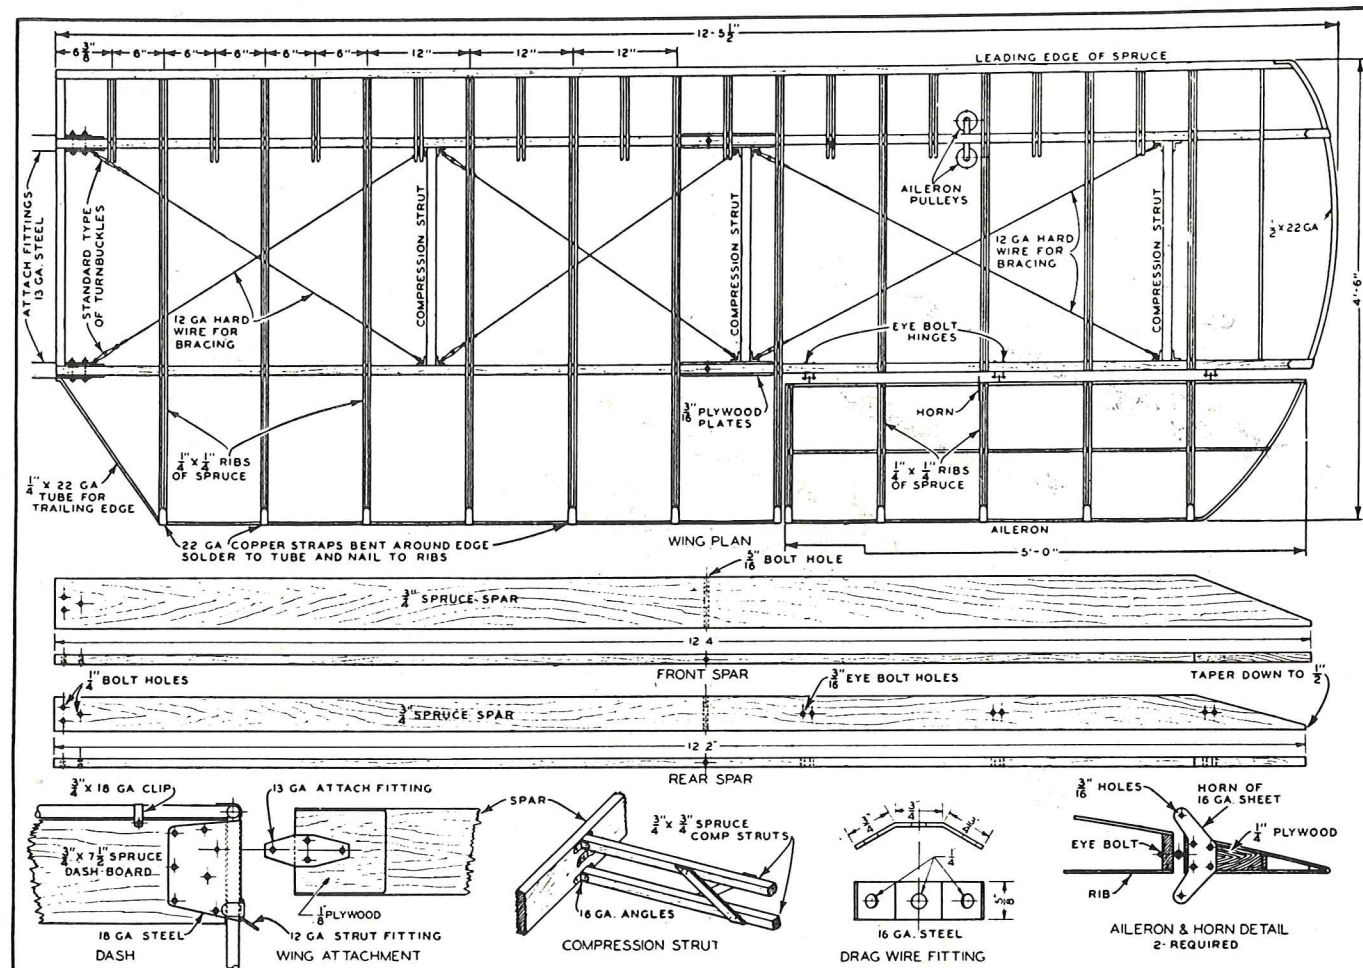 12-5 1/2"
6 3/8" 6" 6" 6" 6" 6" 12" 12" 12"
LEADING EDGE OF SPRUCE
ATTACH FITTINGS
13 GA. STEEL
STANDARD TYPE
OF TURNBUCKLES
12 GA HARD
WIRE FOR
BRACING
COMPRESSION STRUT
COMPRESSION STRUT
AILERON
PULLEYS
12 GA HARD
WIRE FOR
BRACING
COMPRESSION STRUT
1/2 X 22 GA
4'-6"
EYE BOLT
HINGES
3/16" PLYWOOD
PLATES
HORN
1/4" X 22 GA
TUBE FOR
TRAILING EDGE
1/4" X 1/4" RIBS
OF SPRUCE
1/4" X 1/4" RIBS
OF SPRUCE
22 GA COPPER STRAPS BENT AROUND EDGE
SOLDER TO TUBE AND NAIL TO RIBS
WING PLAN
AILERON
5'-0"
5/16" BOLT HOLE
3/4" SPRUCE SPAR
12 4
FRONT SPAR
TAPER DOWN TO 1/2"
1/4" BOLT HOLES
3/16" EYE BOLT HOLES
3/4" SPRUCE SPAR
12 2"
REAR SPAR
3/4" X 18 GA CLIP
3/4" X 7 1/2" SPRUCE
DASH-BOARD
18 GA STEEL
DASH
13 GA ATTACH FITTING
1/8" PLYWOOD
12 GA STRUT FITTING
WING ATTACHMENT
SPAR
3/4" X 3/4" SPRUCE
COMP STRUTS
16 GA. ANGLES
COMPRESSION STRUT
3/4" 3/4" 3/4"
1/4"
5/8"
16 GA. STEEL
DRAG WIRE FITTING
3/16" HOLES
HORN OF
16 GA. SHEET
1/4" PLYWOOD
EYE BOLT
RIB
AILERON & HORN DETAIL
2- REQUIRED